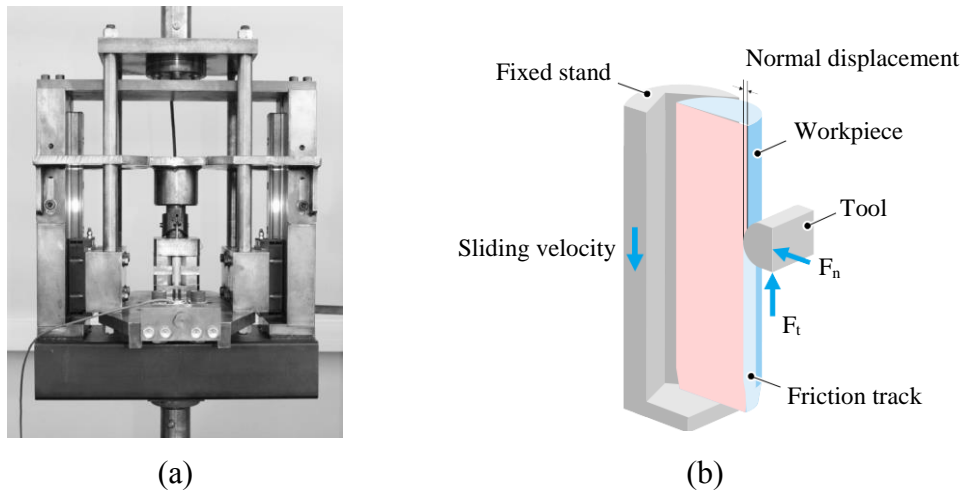 Normal displacement
Fixed stand
Workpiece
Tool
Sliding velocity
Fn
Ft
Friction track
(a)
(b)